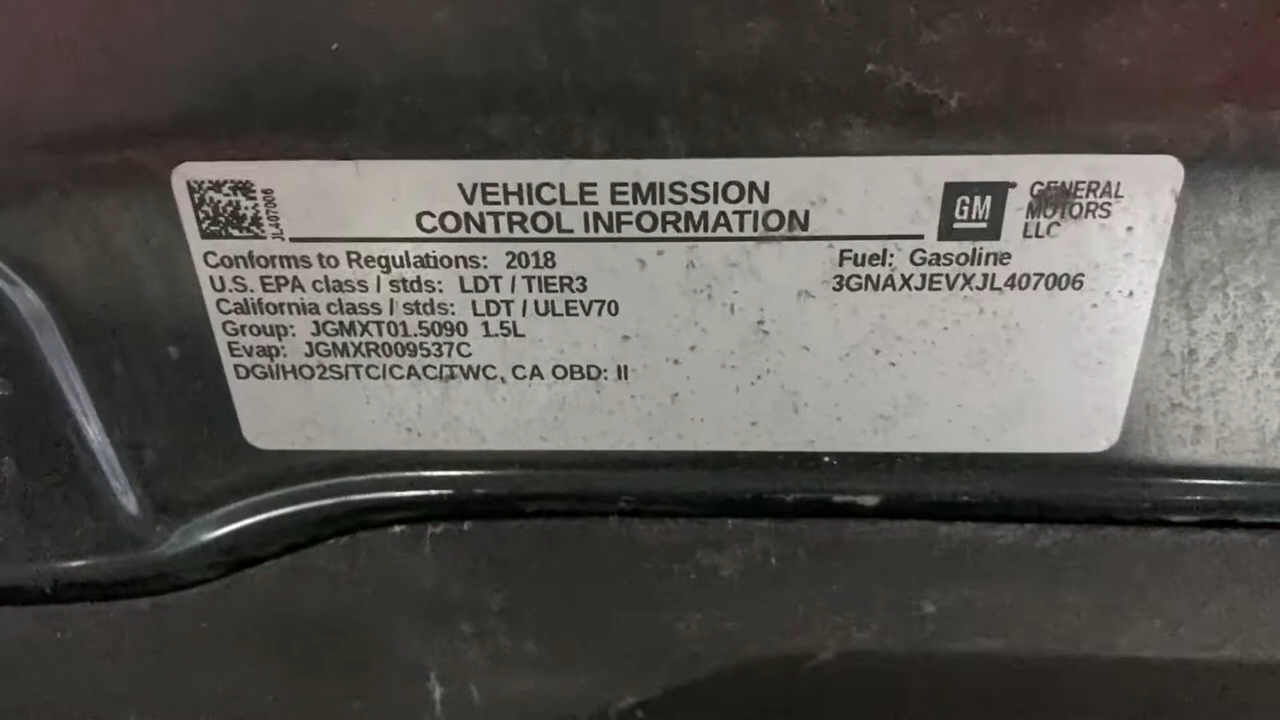 VEHICLE EMISSION
CONTROL INFORMATION
JL407006
GM
GENERAL
MOTORS
LLC
Conforms to Regulations: 2018
Fuel: Gasoline
U.S. EPA class / stds: LDT / TIER3
3GNAXJEVXJL407006
California class / stds: LDT / ULEV70
Group: JGMXT01.5090 1.5L
Evap: JGMXR009537C
DGI/HO2S/TC/CAC/TWC, CA OBD: II